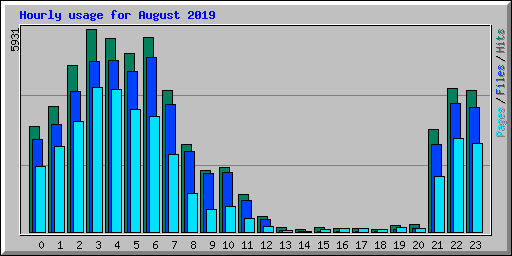 Hourly usage for August 2019
5931
Pages/Files/Hits
0 1 2 3 4 5 6 7 8 9 10 11 12 13 14 15 16 17 18 19 20 21 22 23